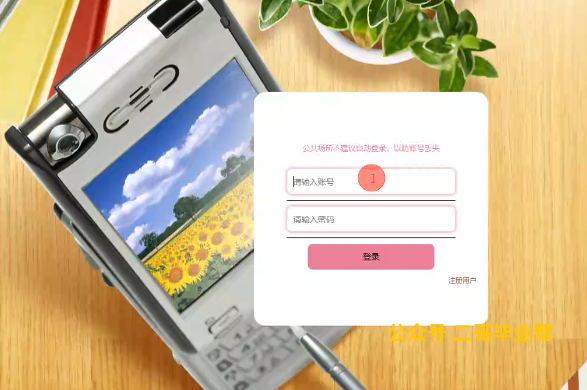 公共场所不建议自动登录，以防账号丢失
请输入账号
请输入密码
登录
注册用户
公众号 二哥毕业帮